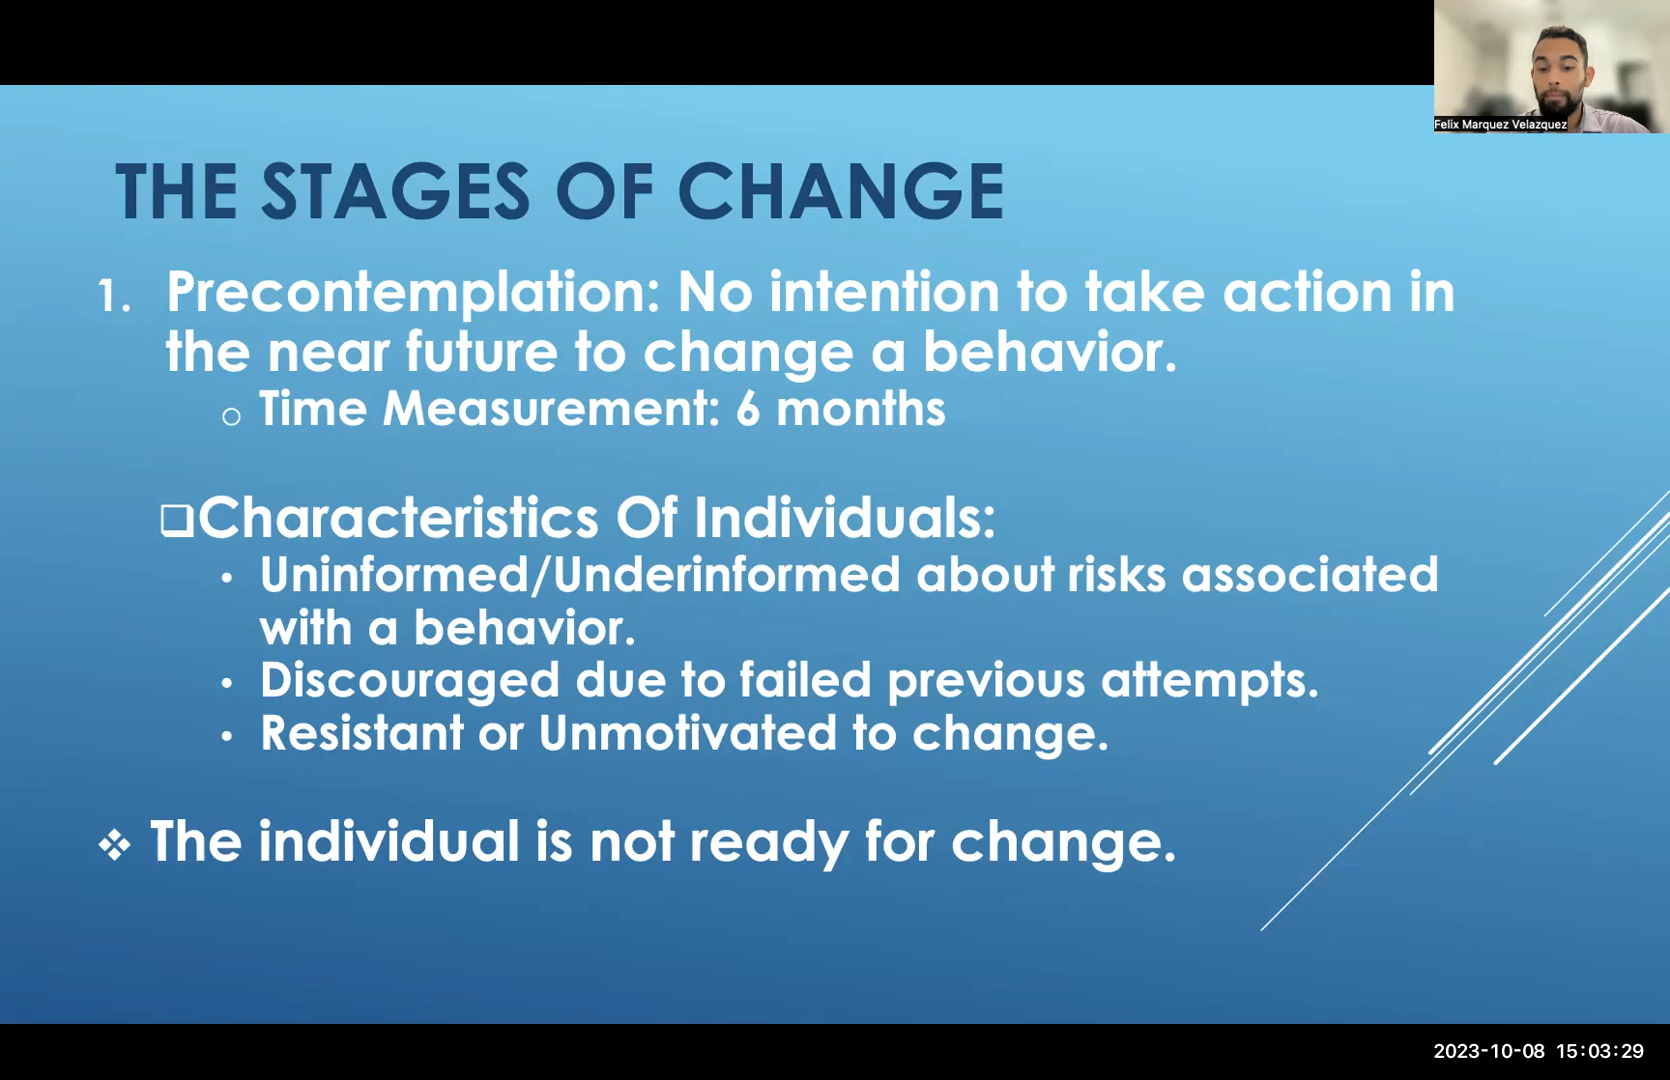 Felix Marquez Velazquez
THE STAGES OF CHANGE
1. Precontemplation: No intention to take action in
the near future to change a behavior.
Time Measurement: 6 months
Characteristics Of Individuals:
• Uninformed/Underinformed about risks associated
with a behavior.
• Discouraged due to failed previous attempts.
• Resistant or Unmotivated to change.
❖ The individual is not ready for change.
2023-10-08 15:03:29